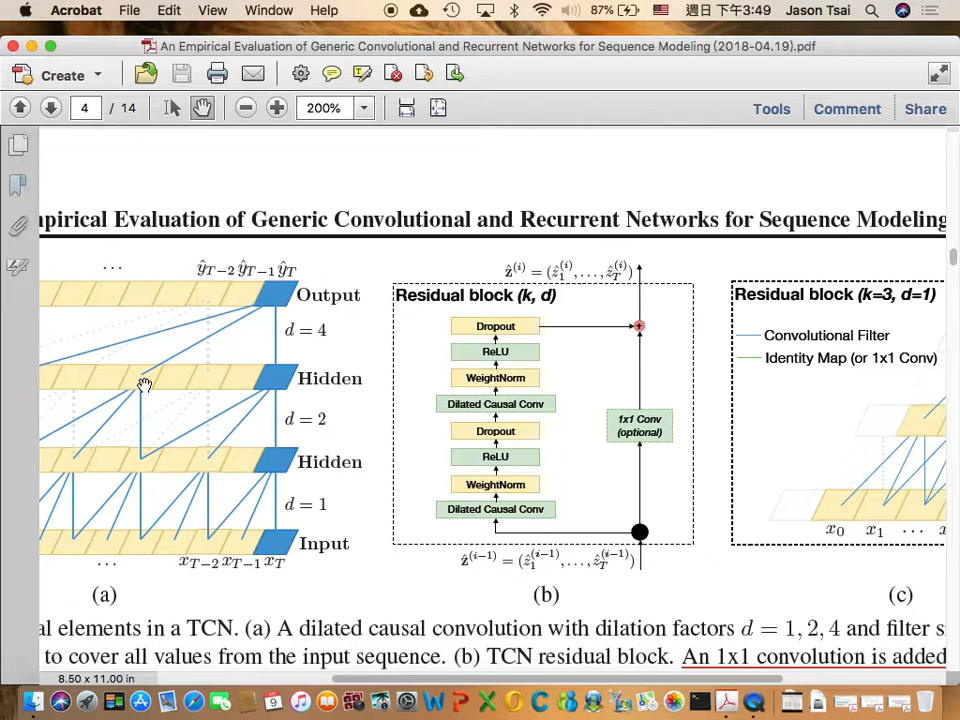 Acrobat File Edit View Window Help 87% 週日 下午3:49 Jason Tsai
An Empirical Evaluation of Generic Convolutional and Recurrent Networks for Sequence Modeling (2018-04.19).pdf
Create
4 / 14 200% Tools Comment Share
mpirical Evaluation of Generic Convolutional and Recurrent Networks for Sequence Modeling
... ŷT−2 ŷT−1 ŷT
Output
d = 4
Hidden
d = 2
Hidden
d = 1
Input
... xT−2 xT−1 xT
(a)
ẑ(i) = (ẑ1(i), . . . , ẑT(i))
Residual block (k, d)
Dropout
+
ReLU
WeightNorm
Dilated Causal Conv
1x1 Conv
(optional)
Dropout
ReLU
WeightNorm
Dilated Causal Conv
ẑ(i−1) = (ẑ1(i−1), . . . , ẑT(i−1))
(b)
Residual block (k=3, d=1)
Convolutional Filter
Identity Map (or 1x1 Conv)
x0 x1 . . .
(c)
al elements in a TCN. (a) A dilated causal convolution with dilation factors d = 1, 2, 4 and filter s
to cover all values from the input sequence. (b) TCN residual block. An 1x1 convolution is added
8.50 x 11.00 in